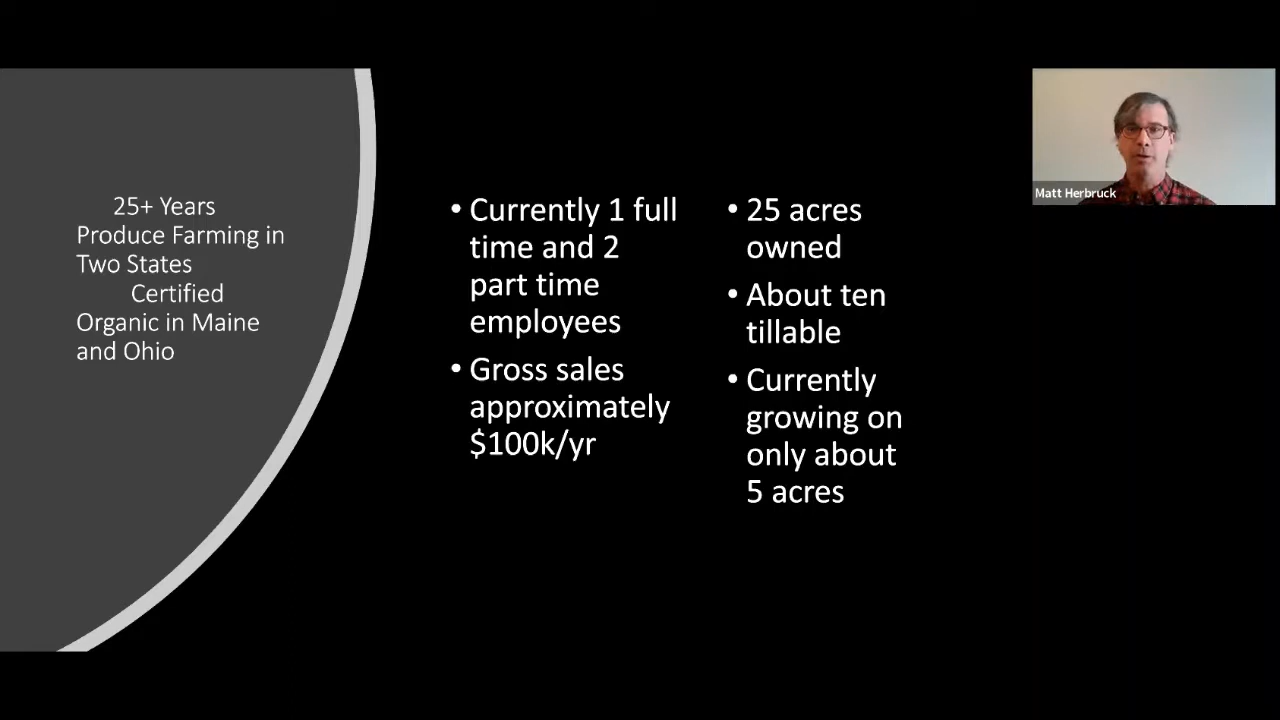 25+ Years
Produce Farming in
Two States
Certified
Organic in Maine
and Ohio
• Currently 1 full
time and 2
part time
employees
• Gross sales
approximately
$100k/yr
• 25 acres
owned
• About ten
tillable
• Currently
growing on
only about
5 acres
Matt Herbruck